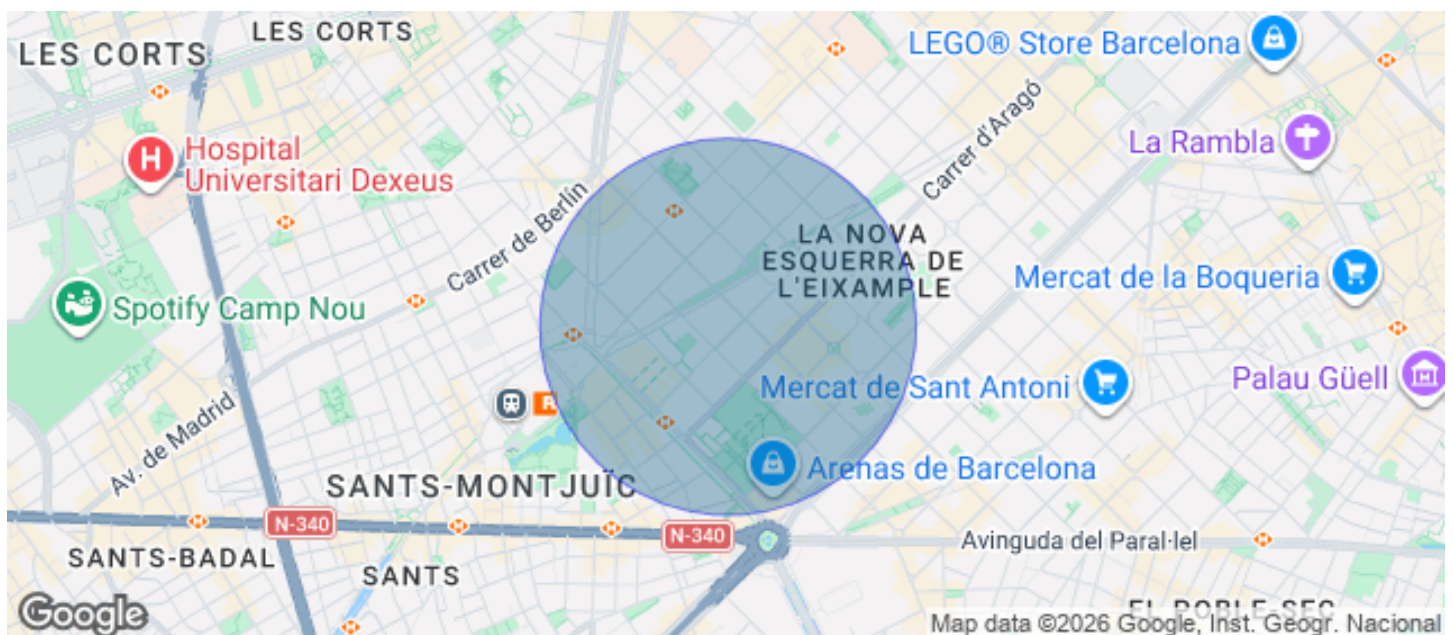 LES CORTS
LES CORTS
LEGO® Store Barcelona
Hospital
Universitari Dexeus
Carrer d'Aragó
La Rambla
Carrer de Berlín
LA NOVA
ESQUERRA DE
L'EIXAMPLE
Mercat de la Boqueria
Spotify Camp Nou
Mercat de Sant Antoni
Palau Güell
R
Av. de Madrid
Arenas de Barcelona
SANTS-MONTJUÏC
N-340
N-340
Avinguda del Paral·lel
SANTS-BADAL
SANTS
EL POBLE-SEC
Google
Map data ©2026 Google, Inst. Geogr. Nacional